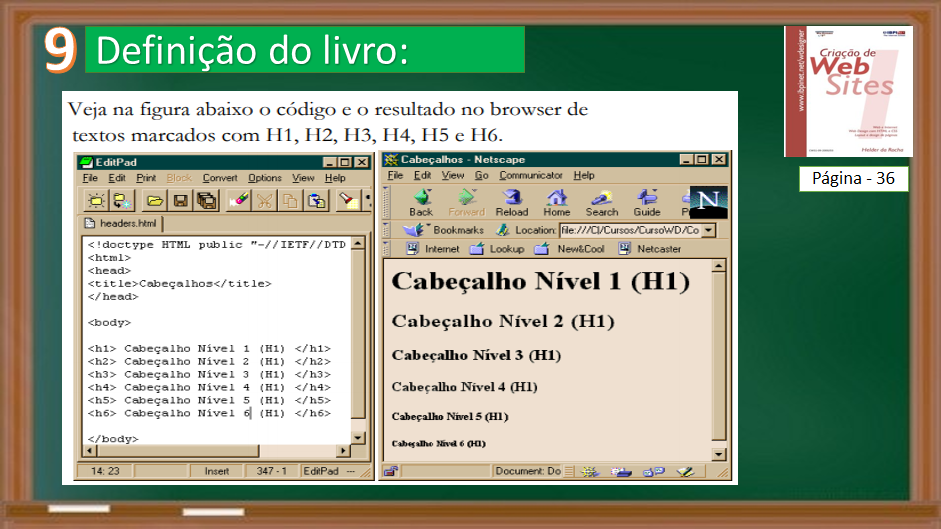 9 Definição do livro:
www.ibpinet.net/wdesigner
Criação de
Web
Sites
Helder da Rocha
Página - 36
Veja na figura abaixo o código e o resultado no browser de
textos marcados com H1, H2, H3, H4, H5 e H6.
EditPad
File Edit Print Block Convert Options View Help
headers.html
<!doctype HTML public "-//IETF//DTD
<html>
<head>
<title>Cabeçalhos</title>
</head>
<body>
<h1> Cabeçalho Nível 1 (H1) </h1>
<h2> Cabeçalho Nível 2 (H1) </h2>
<h3> Cabeçalho Nível 3 (H1) </h3>
<h4> Cabeçalho Nível 4 (H1) </h4>
<h5> Cabeçalho Nível 5 (H1) </h5>
<h6> Cabeçalho Nível 6 (H1) </h6>
</body>
14: 23 Insert 347 - 1 EditPad ---
Cabeçalhos - Netscape
File Edit View Go Communicator Help
Back Forward Reload Home Search Guide P
N
Bookmarks Location: file:///C|/Cursos/CursoWD/Co
Internet Lookup New&Cool Netcaster
Cabeçalho Nível 1 (H1)
Cabeçalho Nível 2 (H1)
Cabeçalho Nível 3 (H1)
Cabeçalho Nível 4 (H1)
Cabeçalho Nível 5 (H1)
Cabeçalho Nível 6 (H1)
Document: Do